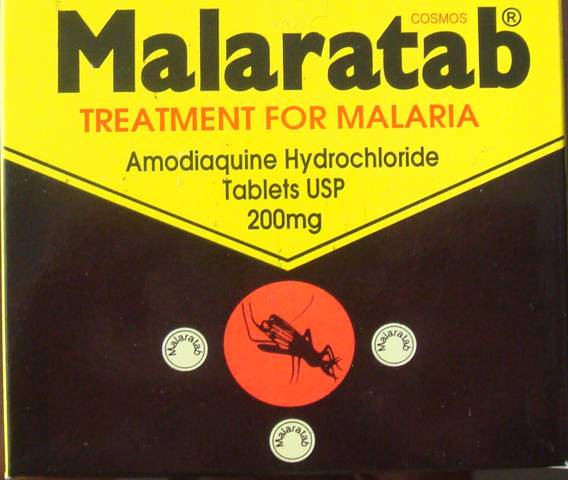 COSMOS
Malaratab®
TREATMENT FOR MALARIA
Amodiaquine Hydrochloride
Tablets USP
200mg
Malaratab
Malaratab
Malaratab